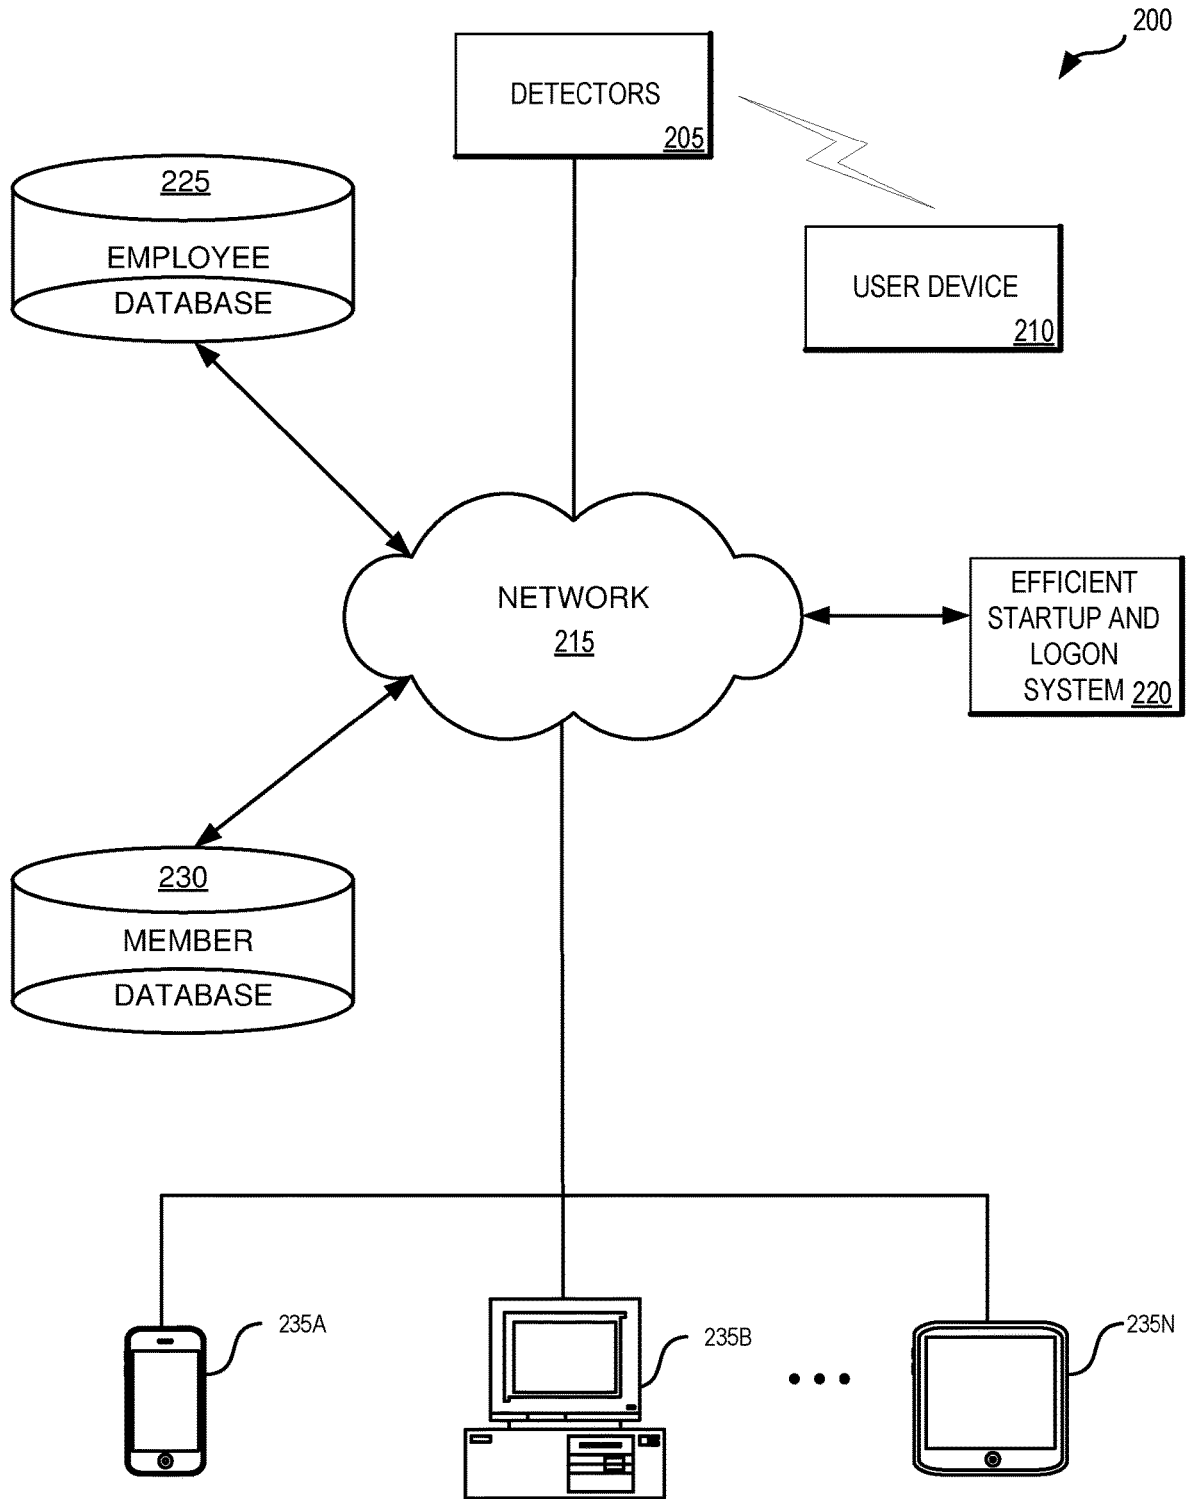 200
DETECTORS
205
225
EMPLOYEE
DATABASE
USER DEVICE
210
NETWORK
215
EFFICIENT
STARTUP AND
LOGON
SYSTEM 220
230
MEMBER
DATABASE
235A
235B
235N